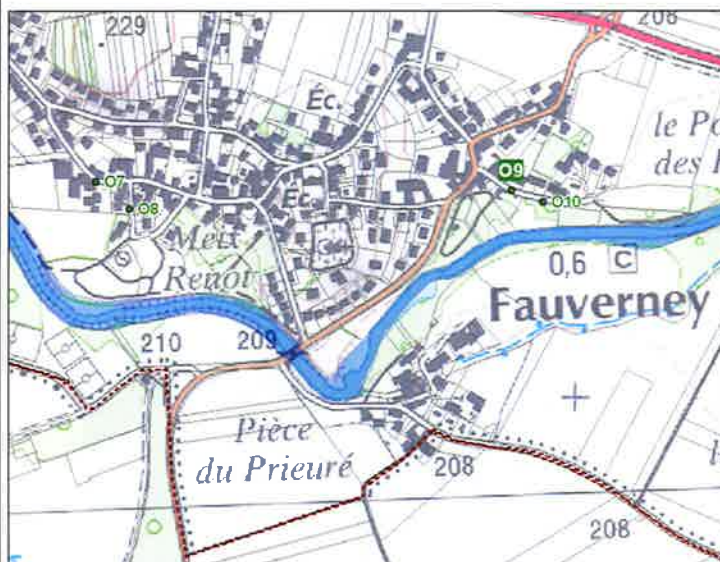 229
208
Éc.
le P
des
O9
O7
O10
Éc.
O8
Meix
Renot
0,6 C
Fauverney
210
209
Pièce
du Prieuré
208
208